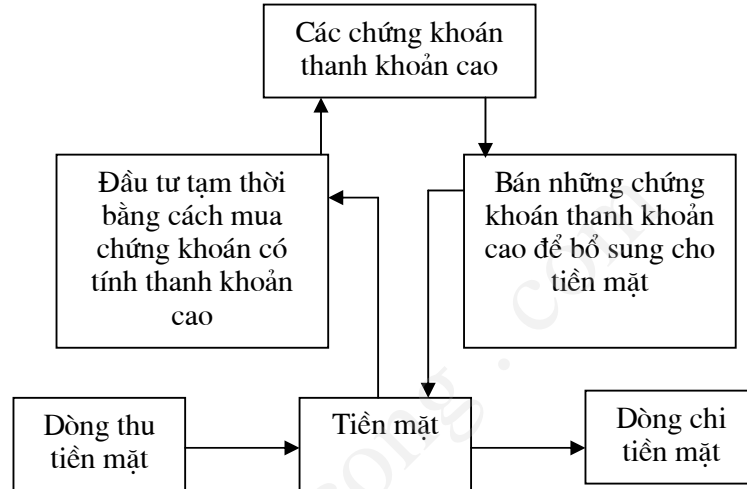 Các chứng khoán
thanh khoản cao
Đầu tư tạm thời
bằng cách mua
chứng khoán có
tính thanh khoản
cao
Bán những chứng
khoán thanh khoản
cao để bổ sung cho
tiền mặt
Dòng thu
tiền mặt
Tiền mặt
Dòng chi
tiền mặt
ong . com